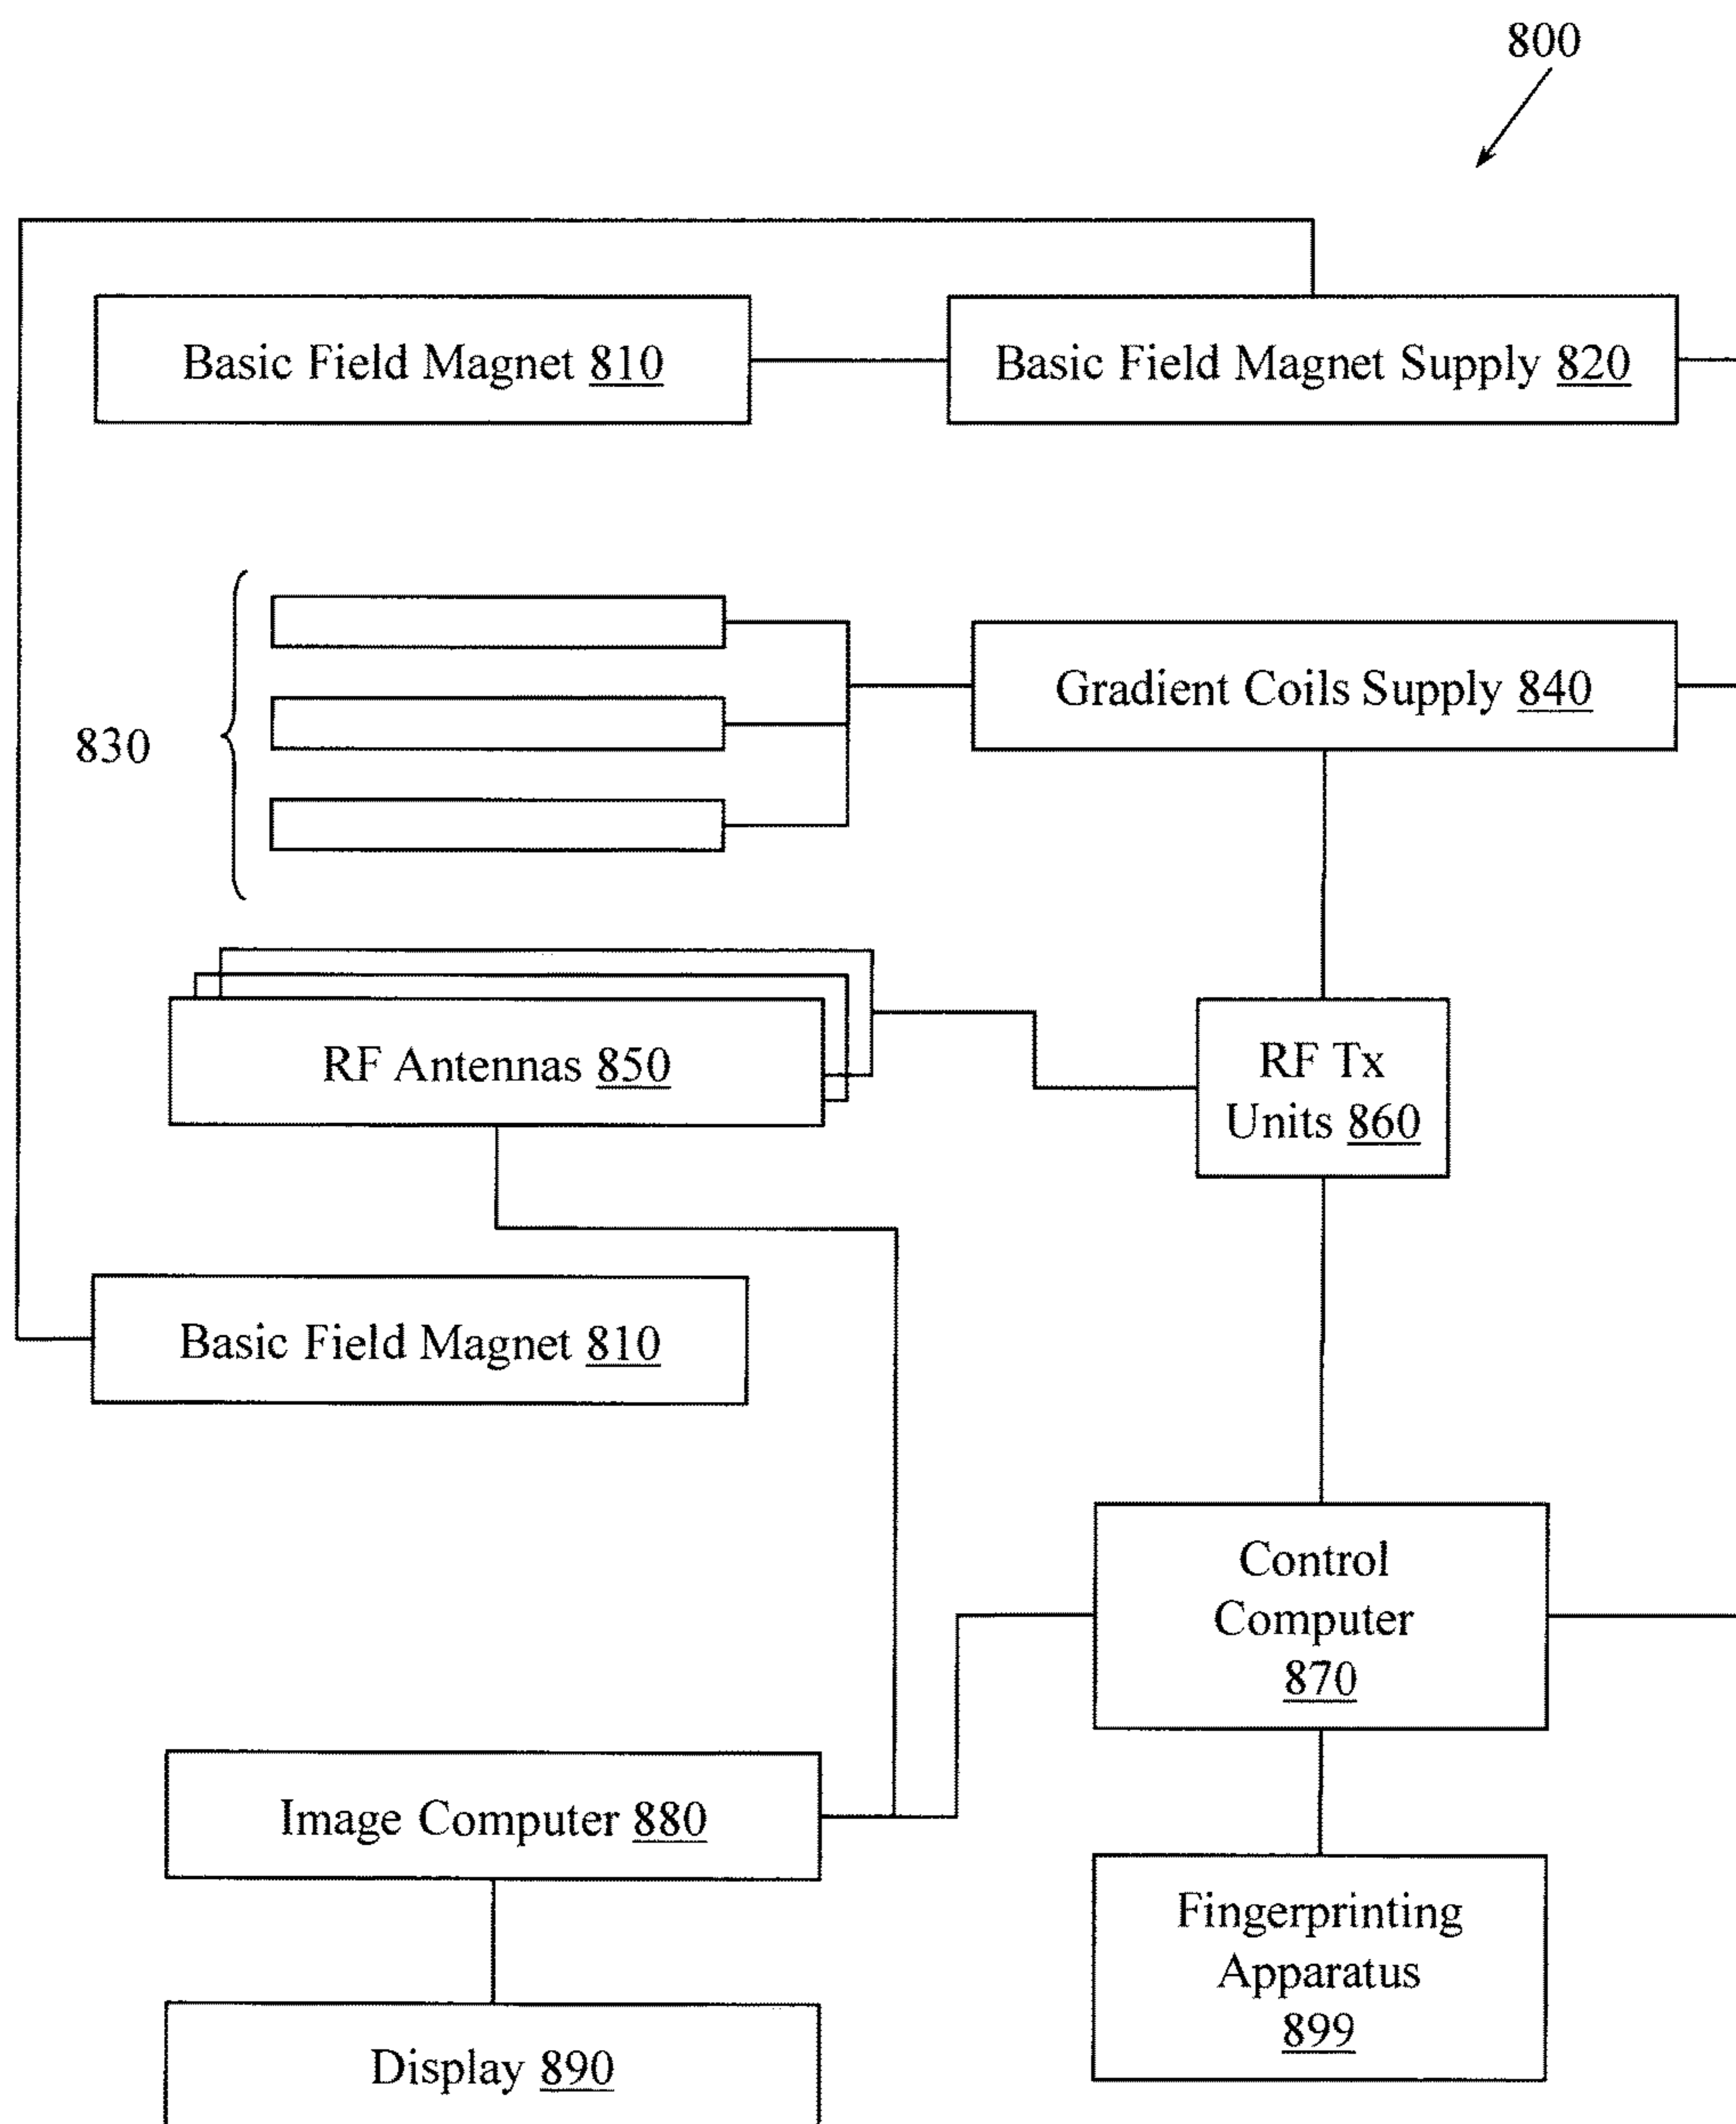 800
Basic Field Magnet 810
Basic Field Magnet Supply 820
Gradient Coils Supply 840
830
RF Antennas 850
RF Tx
Units 860
Basic Field Magnet 810
Control
Computer
870
Image Computer 880
Fingerprinting
Apparatus
899
Display 890